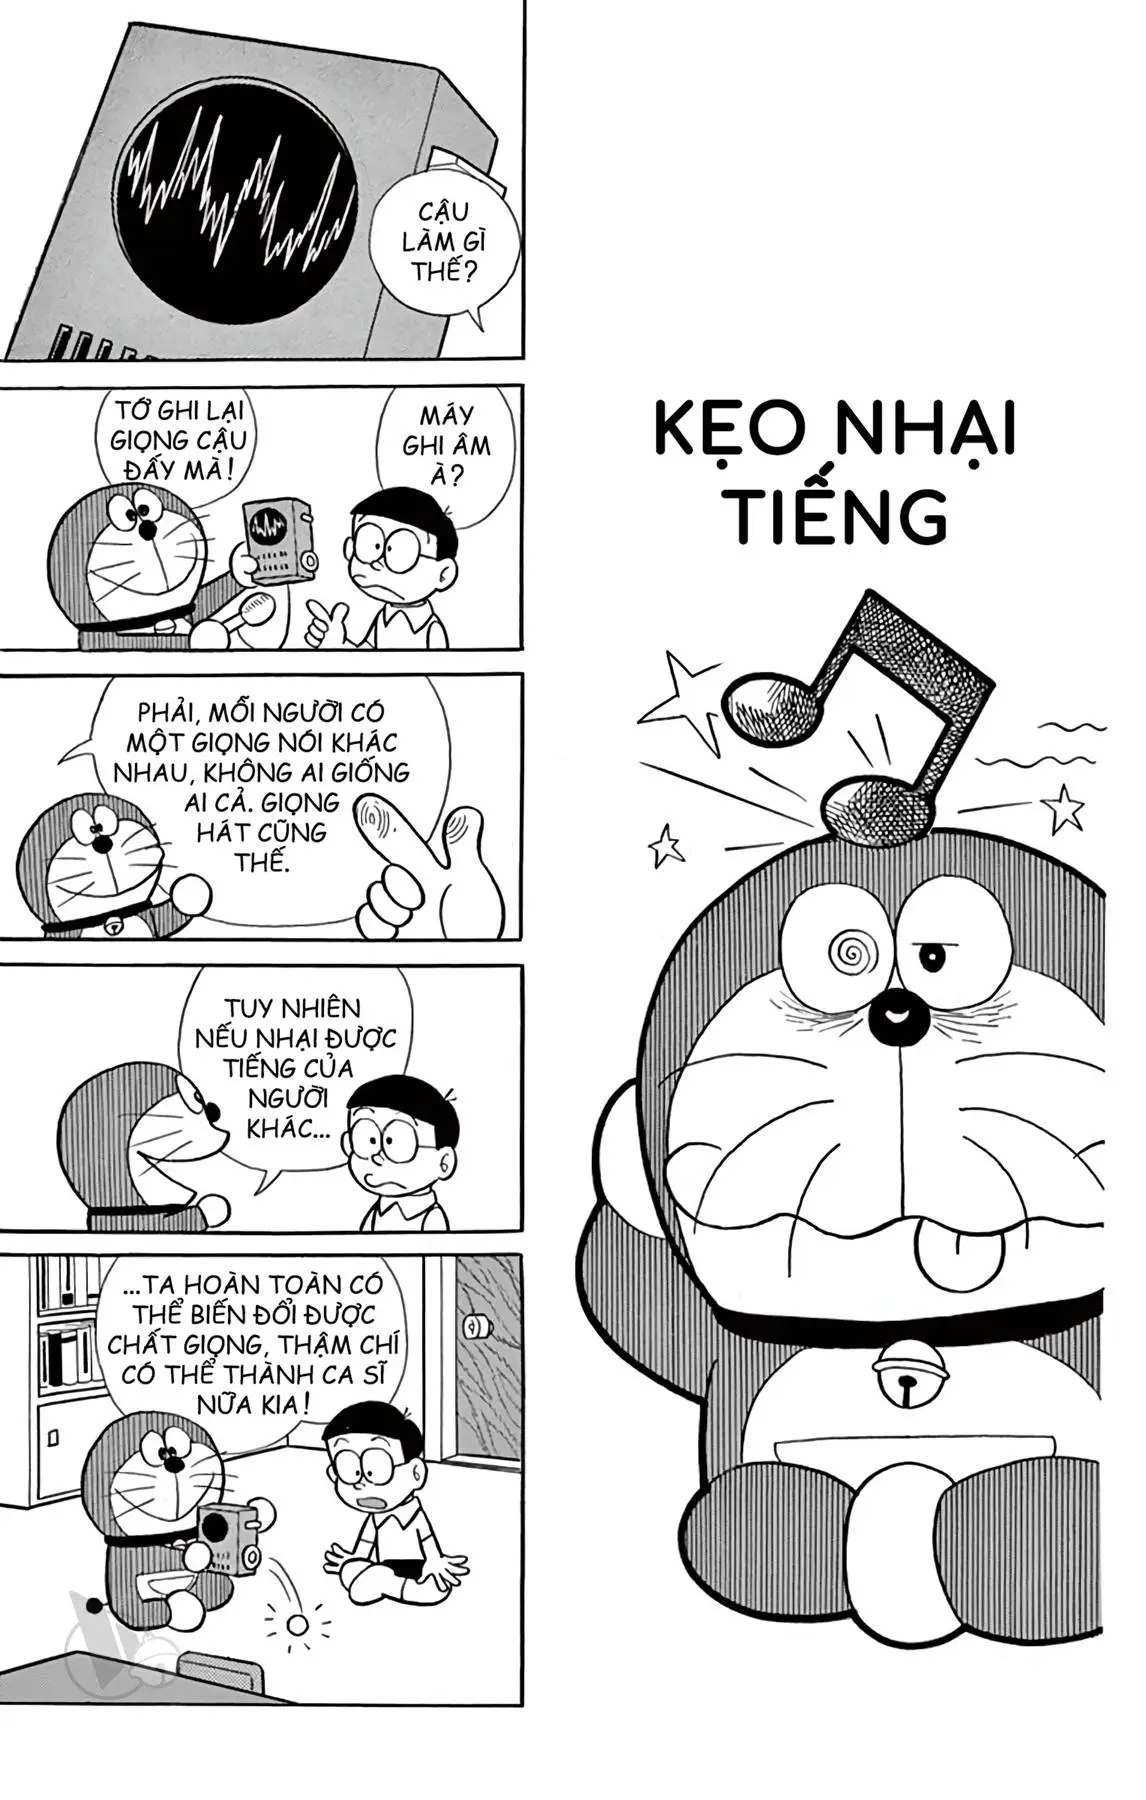 KẸO NHẠI
TIẾNG
CẬU
LÀM GÌ
THẾ?
MÁY
GHI ÂM
À?
TỚ GHI LẠI
GIỌNG CẬU
ĐẤY MÀ!
PHẢI, MỖI NGƯỜI CÓ
MỘT GIỌNG NÓI KHÁC
NHAU, KHÔNG AI GIỐNG
AI CẢ. GIỌNG
HÁT CŨNG
THẾ.
TUY NHIÊN
NẾU NHẠI ĐƯỢC
TIẾNG CỦA
NGƯỜI
KHÁC...
...TA HOÀN TOÀN CÓ
THỂ BIẾN ĐỔI ĐƯỢC
CHẤT GIỌNG, THẬM CHÍ
CÓ THỂ THÀNH CA SĨ
NỮA KIA!